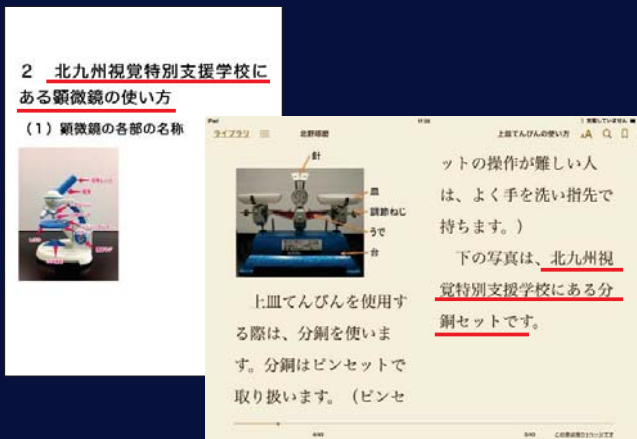 2 北九州視覚特別支援学校に
ある顕微鏡の使い方
(1)顕微鏡の各部の名称
iPad
11:32
ライブラリ
北野琢磨
上皿てんびんの使い方
AA
針
皿
調節ねじ
うで
台
上皿てんびんを使用す
る際は、分銅を使いま
す。分銅はピンセットで
取り扱います。(ピンセ
ットの操作が難しい人
は、よく手を洗い指先で
持ちます。)
下の写真は、北九州視
覚特別支援学校にある分
銅セットです。